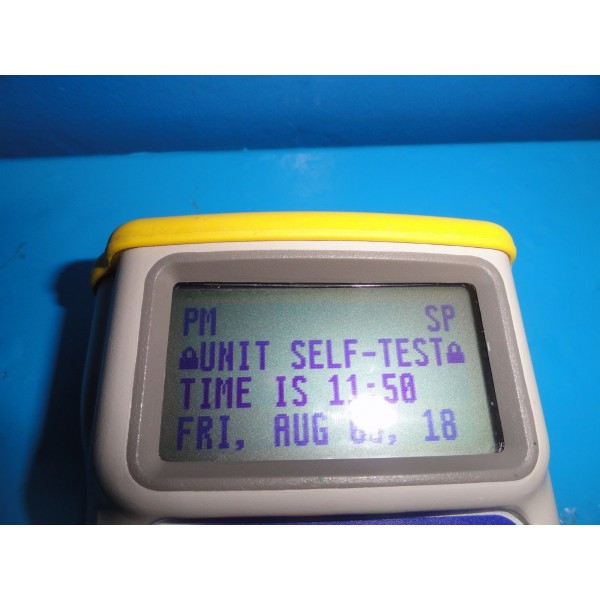 PM SP
UNIT SELF-TEST
TIME IS 11:50
FRI, AUG 18